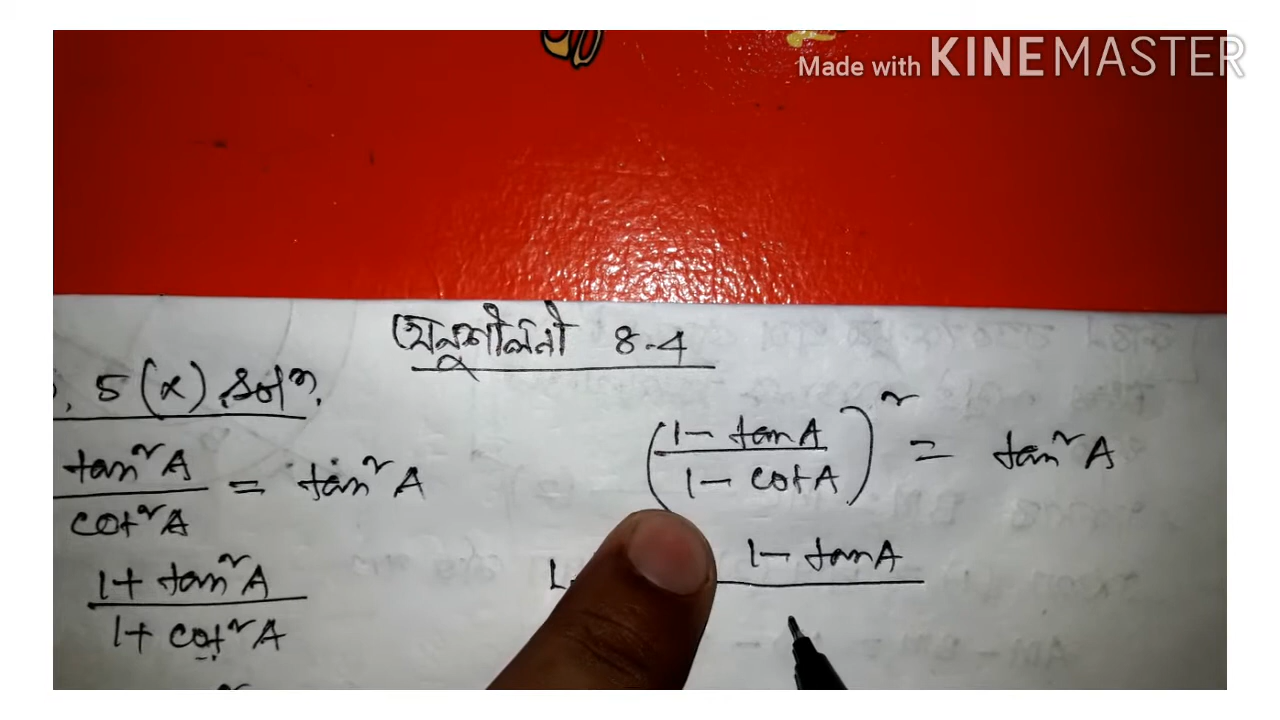 Made with KINEMASTER
অনুশীলনী 8.4
5 (x) Solⁿ.
tan²A / cot²A = tan²A
1 + tan²A / 1 + cot²A
(1 - tanA / 1 - cotA)² = tan²A
L
1 - tanA